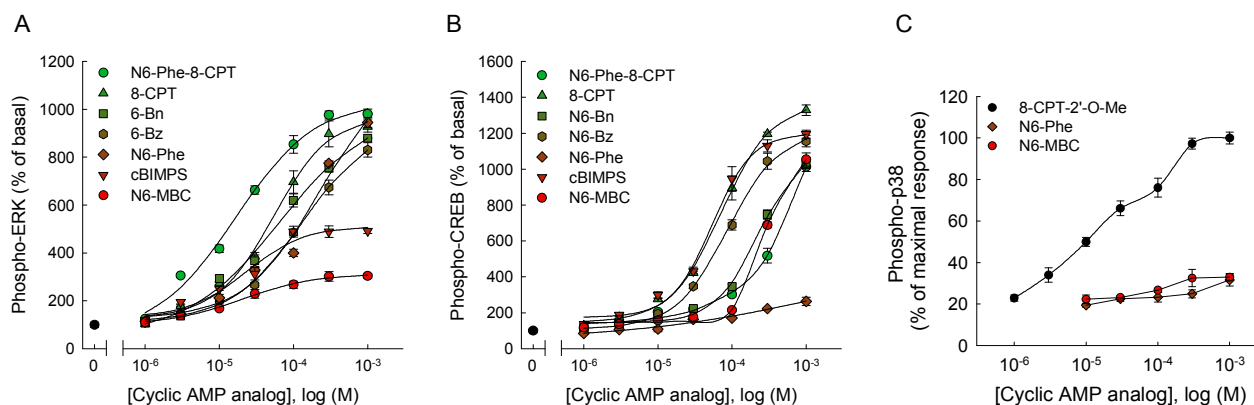 A
Phospho-ERK (% of basal)
1200
1000
800
600
400
200
0
N6-Phe-8-CPT
8-CPT
6-Bn
6-Bz
N6-Phe
cBIMPS
N6-MBC
0
10-6
10-5
10-4
10-3
[Cyclic AMP analog], log (M)
B
Phospho-CREB (% of basal)
1600
1400
1200
1000
800
600
400
200
0
N6-Phe-8-CPT
8-CPT
N6-Bn
N6-Bz
N6-Phe
cBIMPS
N6-MBC
0
10-6
10-5
10-4
10-3
[Cyclic AMP analog], log (M)
C
Phospho-p38
(% of maximal response)
120
100
80
60
40
20
0
8-CPT-2'-O-Me
N6-Phe
N6-MBC
10-6
10-5
10-4
10-3
[Cyclic AMP analog], log (M)